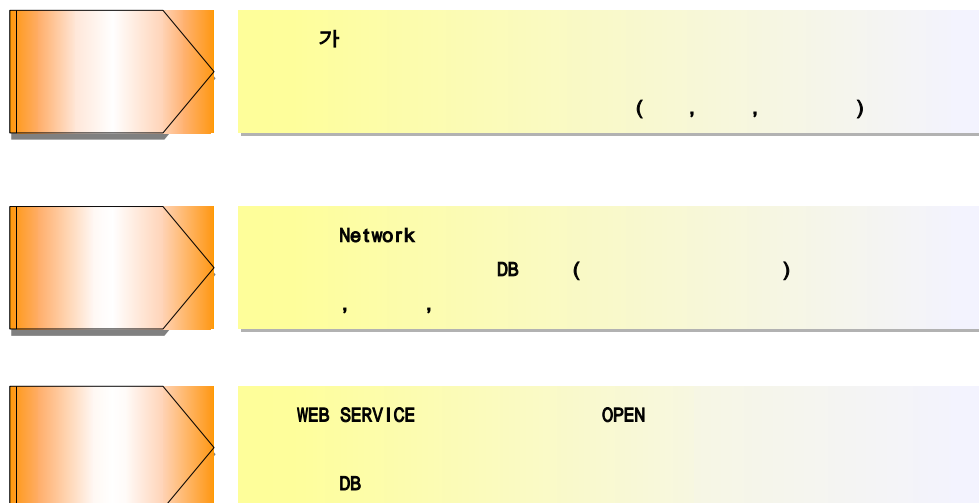 가
( , , )
Network
DB ( )
, ,
WEB SERVICE OPEN
DB